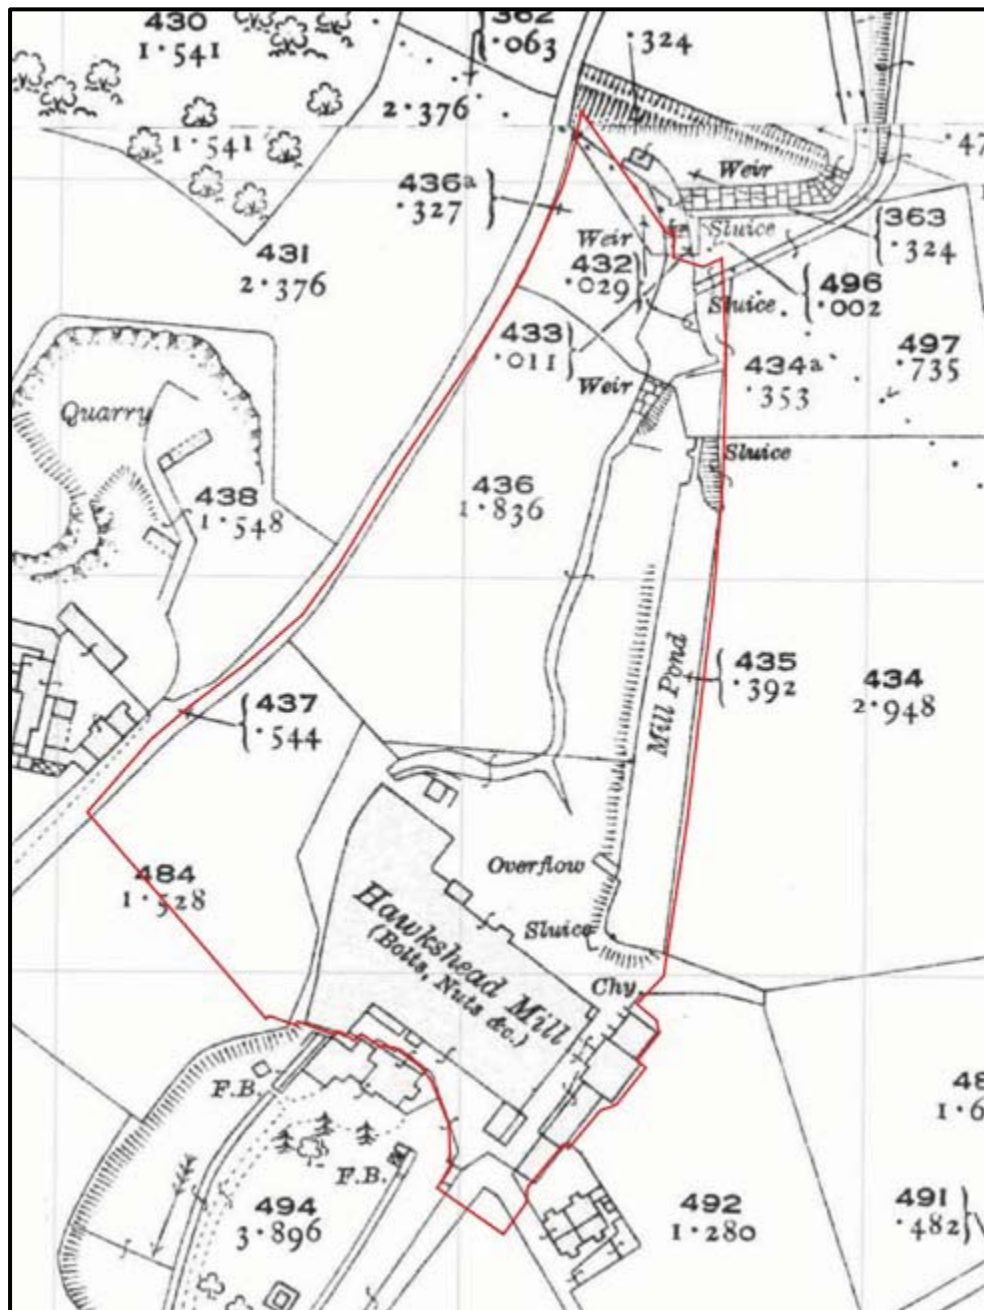 430
1·541
362
·063
·324
2·376
1·541
436a
·327
Weir
363
·324
431
2·376
Weir
Sluice
432
·029
496
·002
Sluice
433
·011
497
·735
434a
·353
Weir
Quarry
Sluice
436
1·836
438
1·548
Mill Pond
435
·392
434
2·948
437
·544
484
1·528
Overflow
Hawkshead Mill
(Bolts, Nuts &c.)
Sluice
Chy.
F.B.
F.B.
494
3·896
492
1·280
491
·482